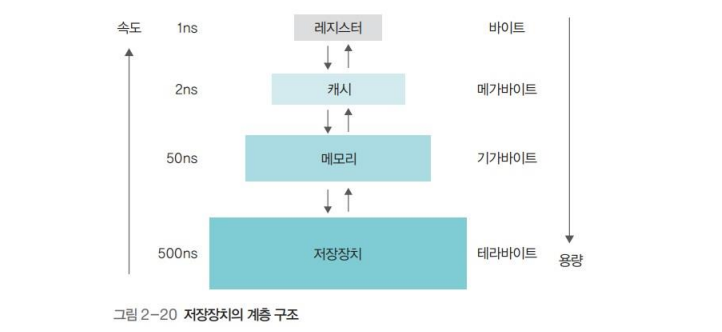 속도 1ns 레지스터 바이트
2ns 캐시 메가바이트
50ns 메모리 기가바이트
500ns 저장장치 테라바이트
용량
그림 2-20 저장장치의 계층 구조